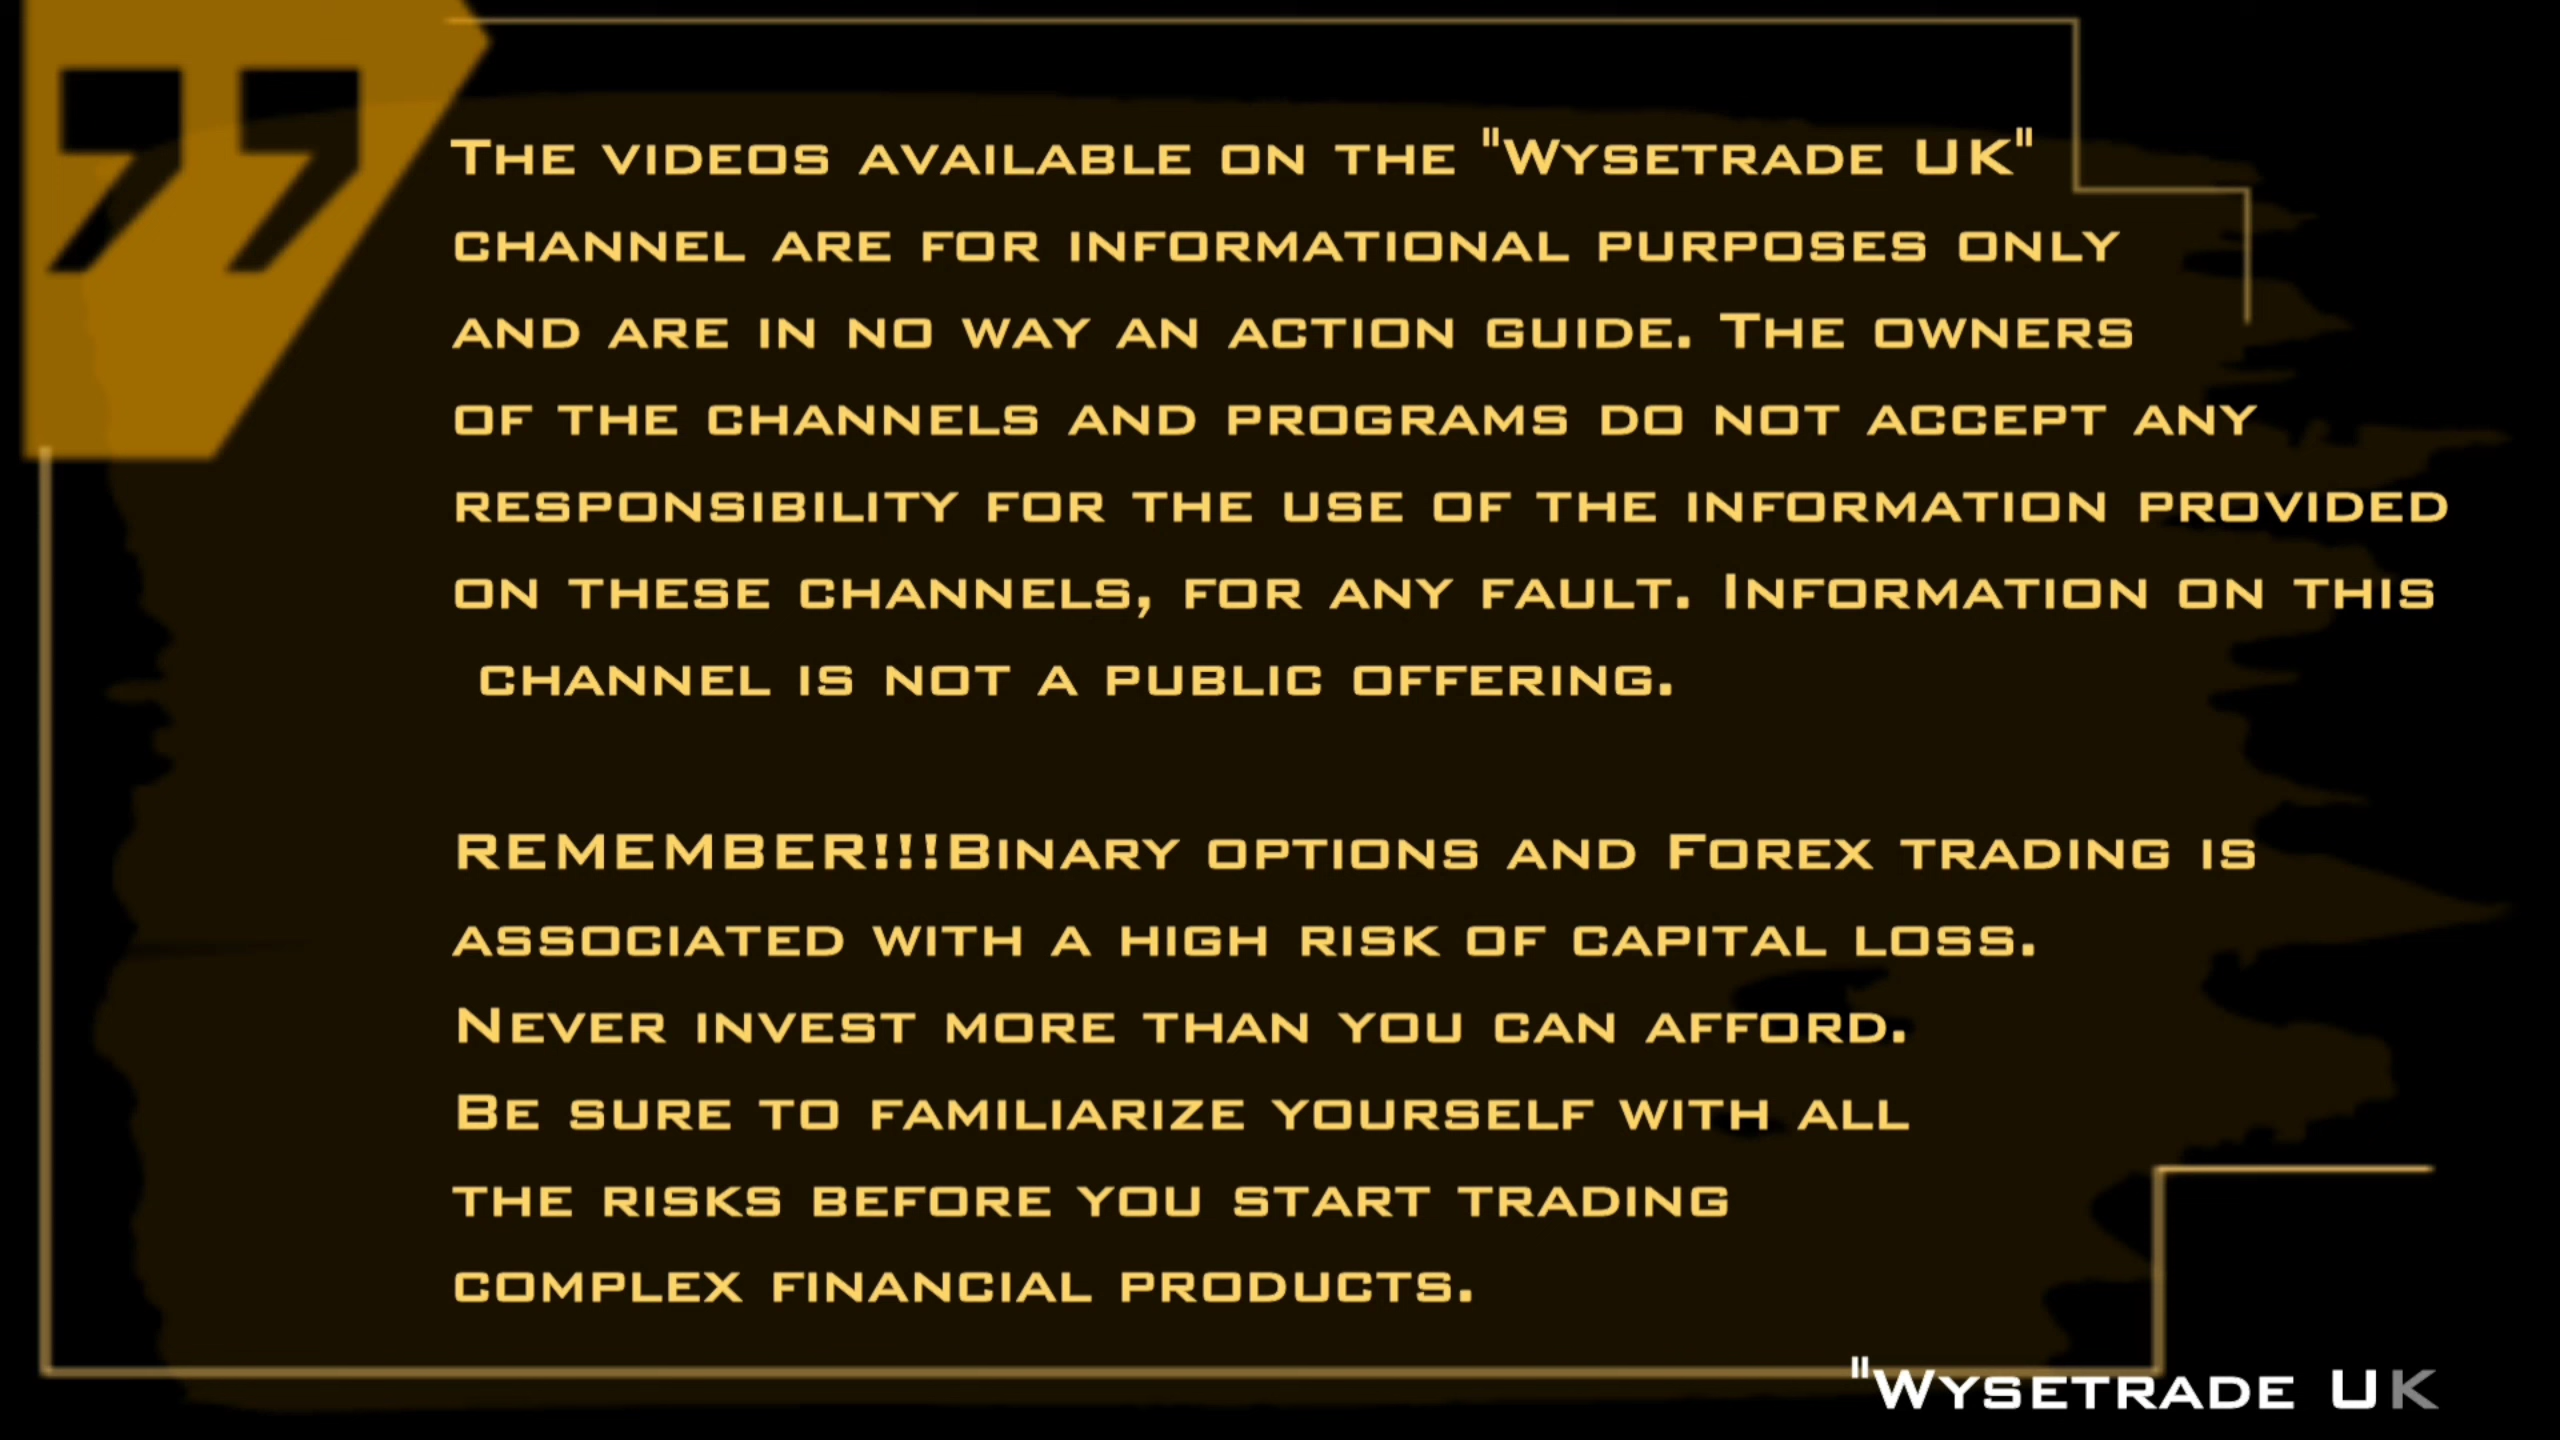 The videos available on the "Wysetrade UK"
channel are for informational purposes only
and are in no way an action guide. The owners
of the channels and programs do not accept any
responsibility for the use of the information provided
on these channels, for any fault. Information on this
channel is not a public offering.
REMEMBER!!!Binary options and Forex trading is
associated with a high risk of capital loss.
Never invest more than you can afford.
Be sure to familiarize yourself with all
the risks before you start trading
complex financial products.
"Wysetrade UK